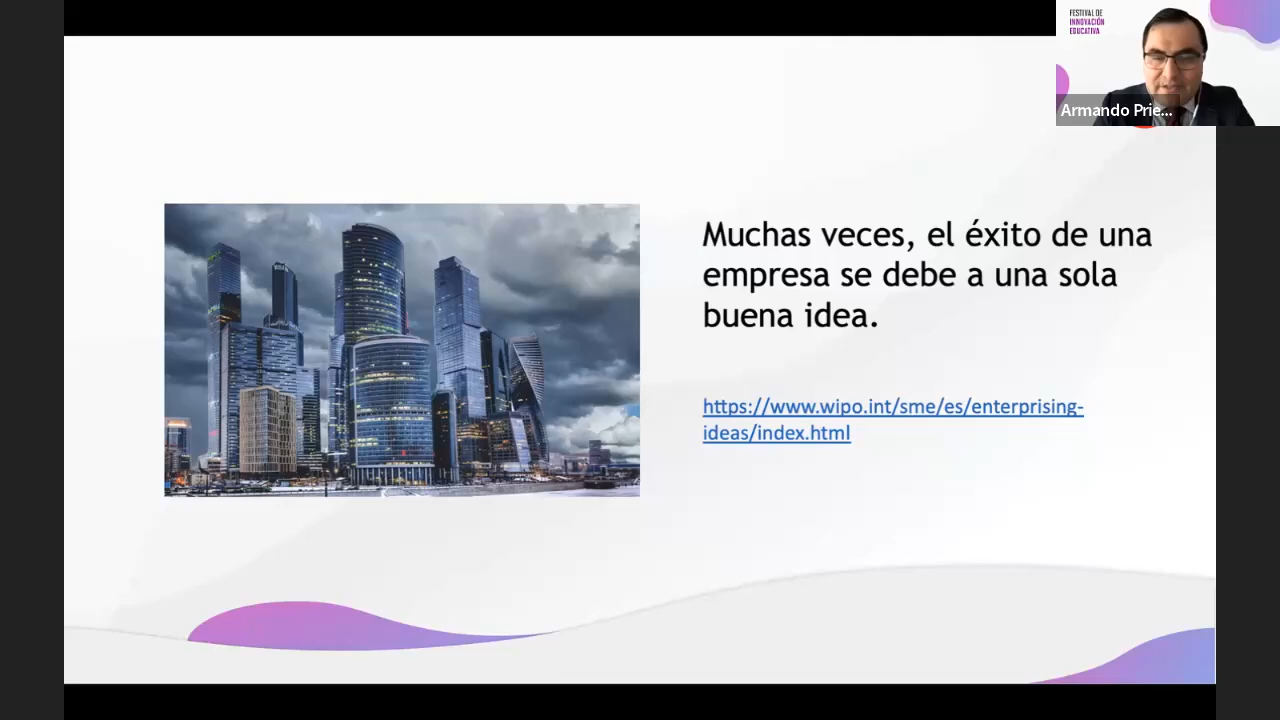 FESTIVAL DE
INNOVACIÓN
EDUCATIVA
Armando Prie...
Muchas veces, el éxito de una
empresa se debe a una sola
buena idea.
https://www.wipo.int/sme/es/enterprising-
ideas/index.html